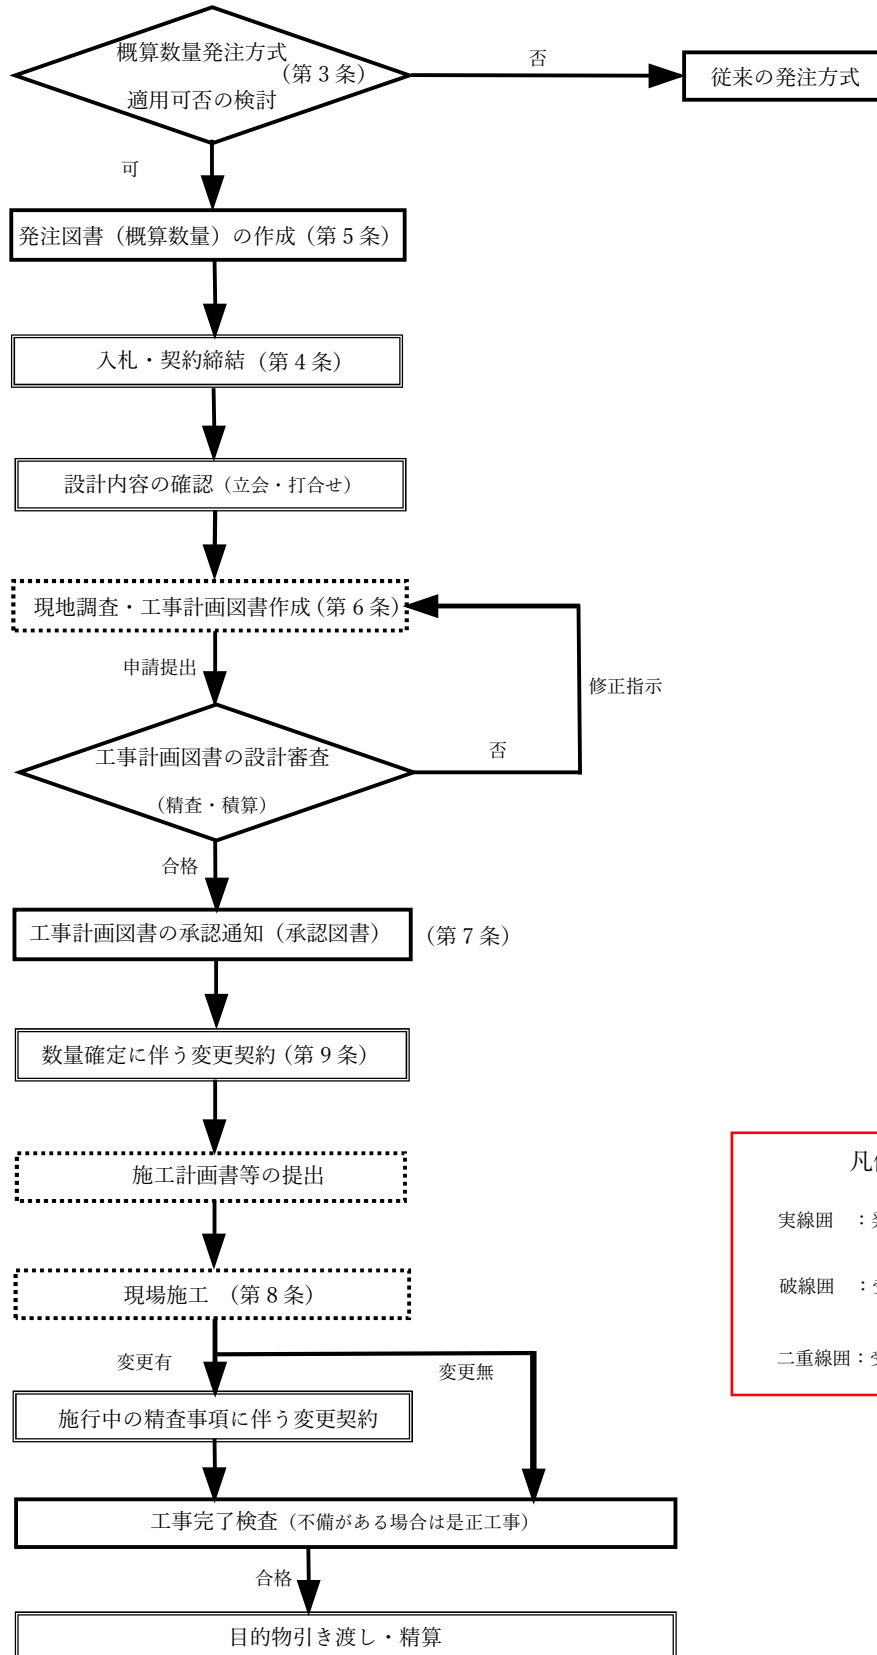 概算数量発注方式
(第3条)
適用可否の検討
否
従来の発注方式
可
発注図書（概算数量）の作成（第5条）
入札・契約締結（第4条）
設計内容の確認（立会・打合せ）
現地調査・工事計画図書作成（第6条）
申請提出
修正指示
工事計画図書の設計審査
否
（精査・積算）
合格
工事計画図書の承認通知（承認図書）
（第7条）
数量確定に伴う変更契約（第9条）
施工計画書等の提出
凡
実線囲　：
現場施工　（第8条）
破線囲　：
変更有
変更無
二重線囲：
施行中の精査事項に伴う変更契約
工事完了検査（不備がある場合は是正工事）
合格
目的物引き渡し・精算